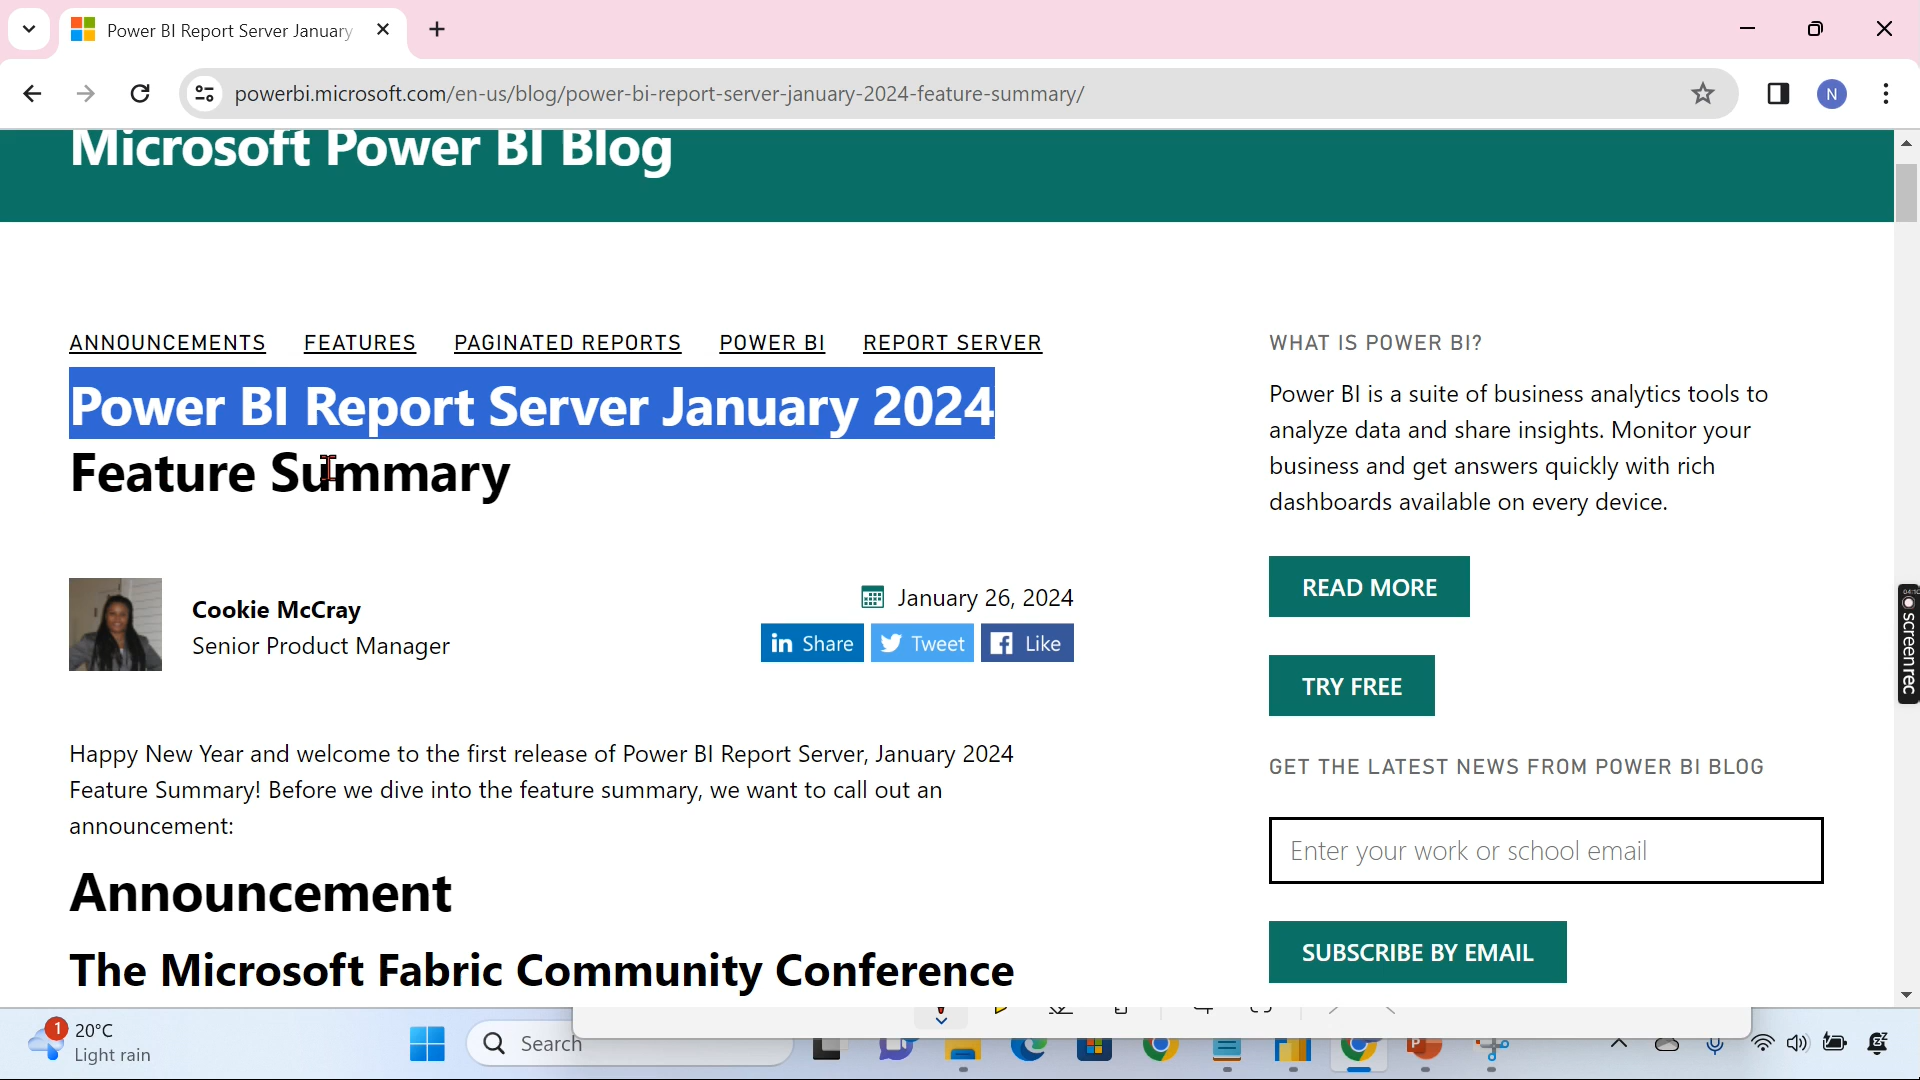 Power BI Report Server January
powerbi.microsoft.com/en-us/blog/power-bi-report-server-january-2024-feature-summary/
N
Microsoft Power BI Blog
ANNOUNCEMENTS FEATURES PAGINATED REPORTS POWER BI REPORT SERVER
Power BI Report Server January 2024
Feature Summary
Cookie McCray
Senior Product Manager
January 26, 2024
in Share Tweet Like
Happy New Year and welcome to the first release of Power BI Report Server, January 2024
Feature Summary! Before we dive into the feature summary, we want to call out an
announcement:
Announcement
The Microsoft Fabric Community Conference
WHAT IS POWER BI?
Power BI is a suite of business analytics tools to
analyze data and share insights. Monitor your
business and get answers quickly with rich
dashboards available on every device.
READ MORE
TRY FREE
GET THE LATEST NEWS FROM POWER BI BLOG
Enter your work or school email
SUBSCRIBE BY EMAIL
screenrec
1
20°C
Light rain
Search